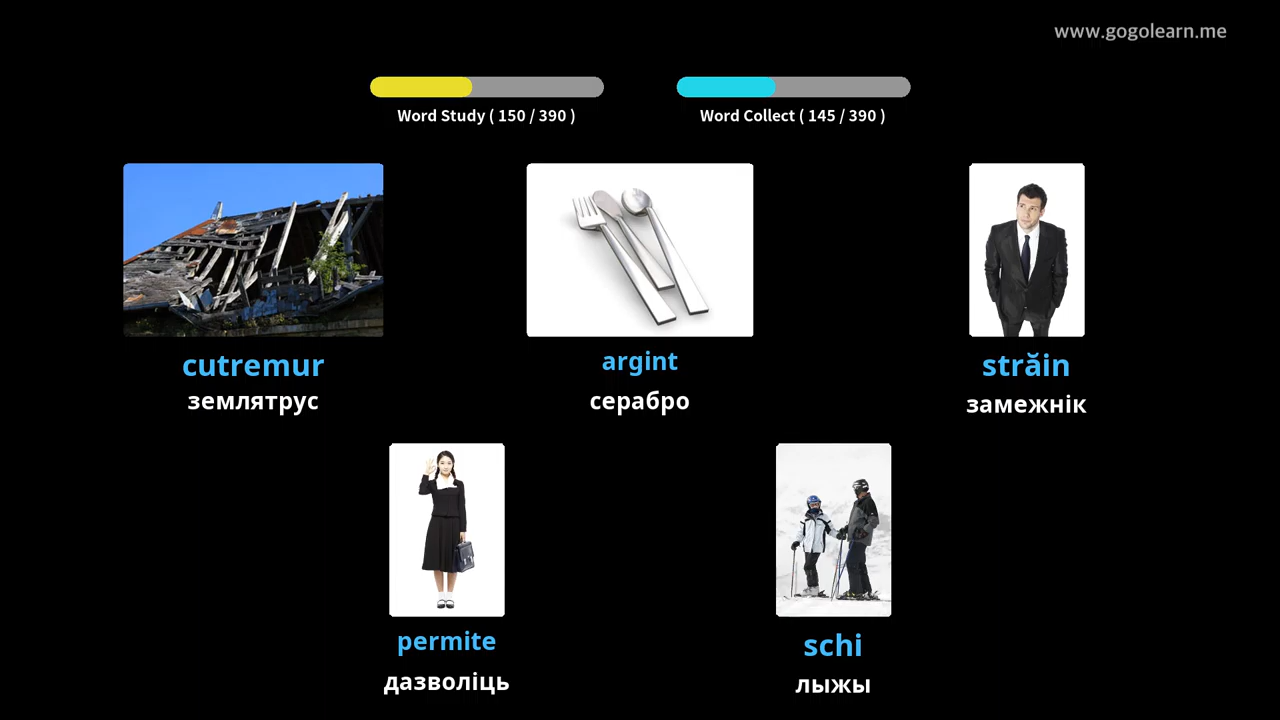 www.gogolearn.me
Word Study ( 150 / 390 )
Word Collect ( 145 / 390 )
cutremur
землятрус
argint
серабро
străin
замежнік
permite
дазволіць
schi
лыжы